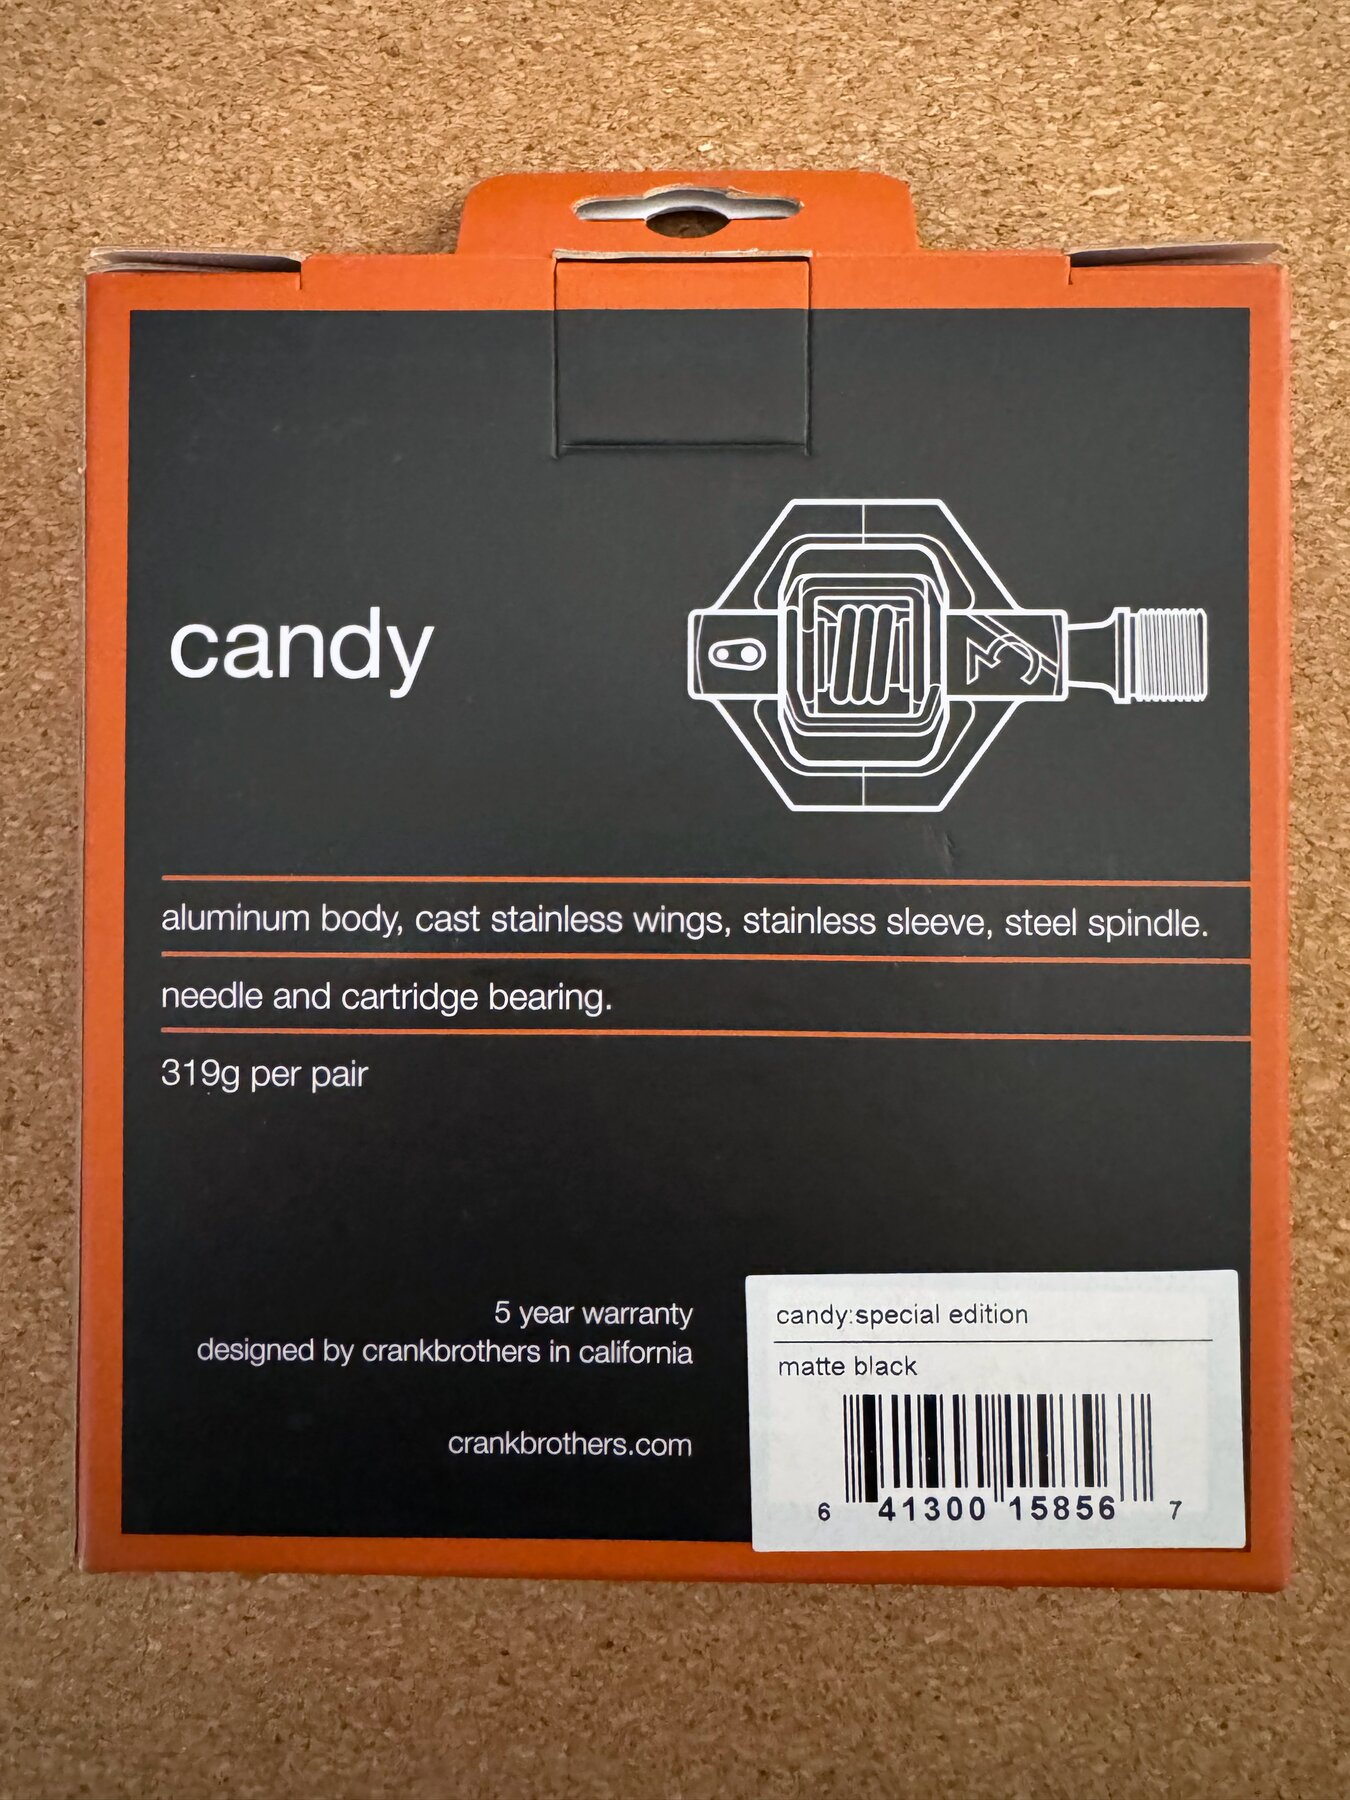 candy
aluminum body, cast stainless wings, stainless sleeve, steel spindle.
needle and cartridge bearing.
319g per pair
5 year warranty
designed by crankbrothers in california
crankbrothers.com
candy:special edition
matte black
6 41300 15856 7